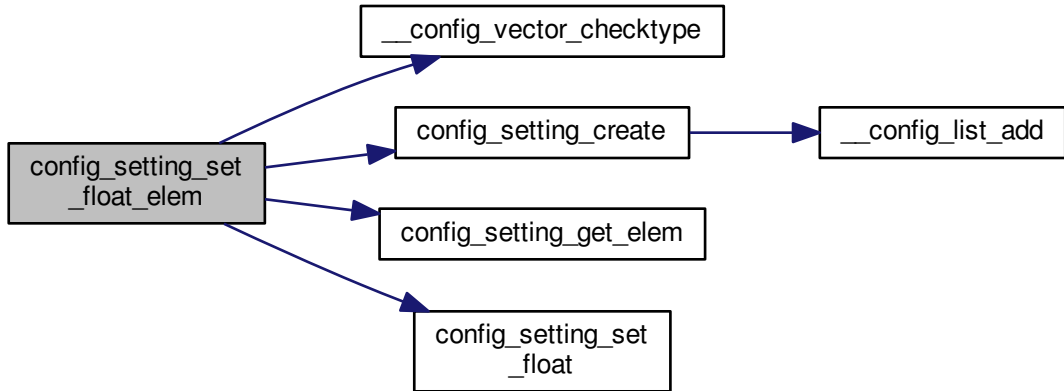 __config_vector_checktype
config_setting_create
__config_list_add
config_setting_set
_float_elem
config_setting_get_elem
config_setting_set
_float